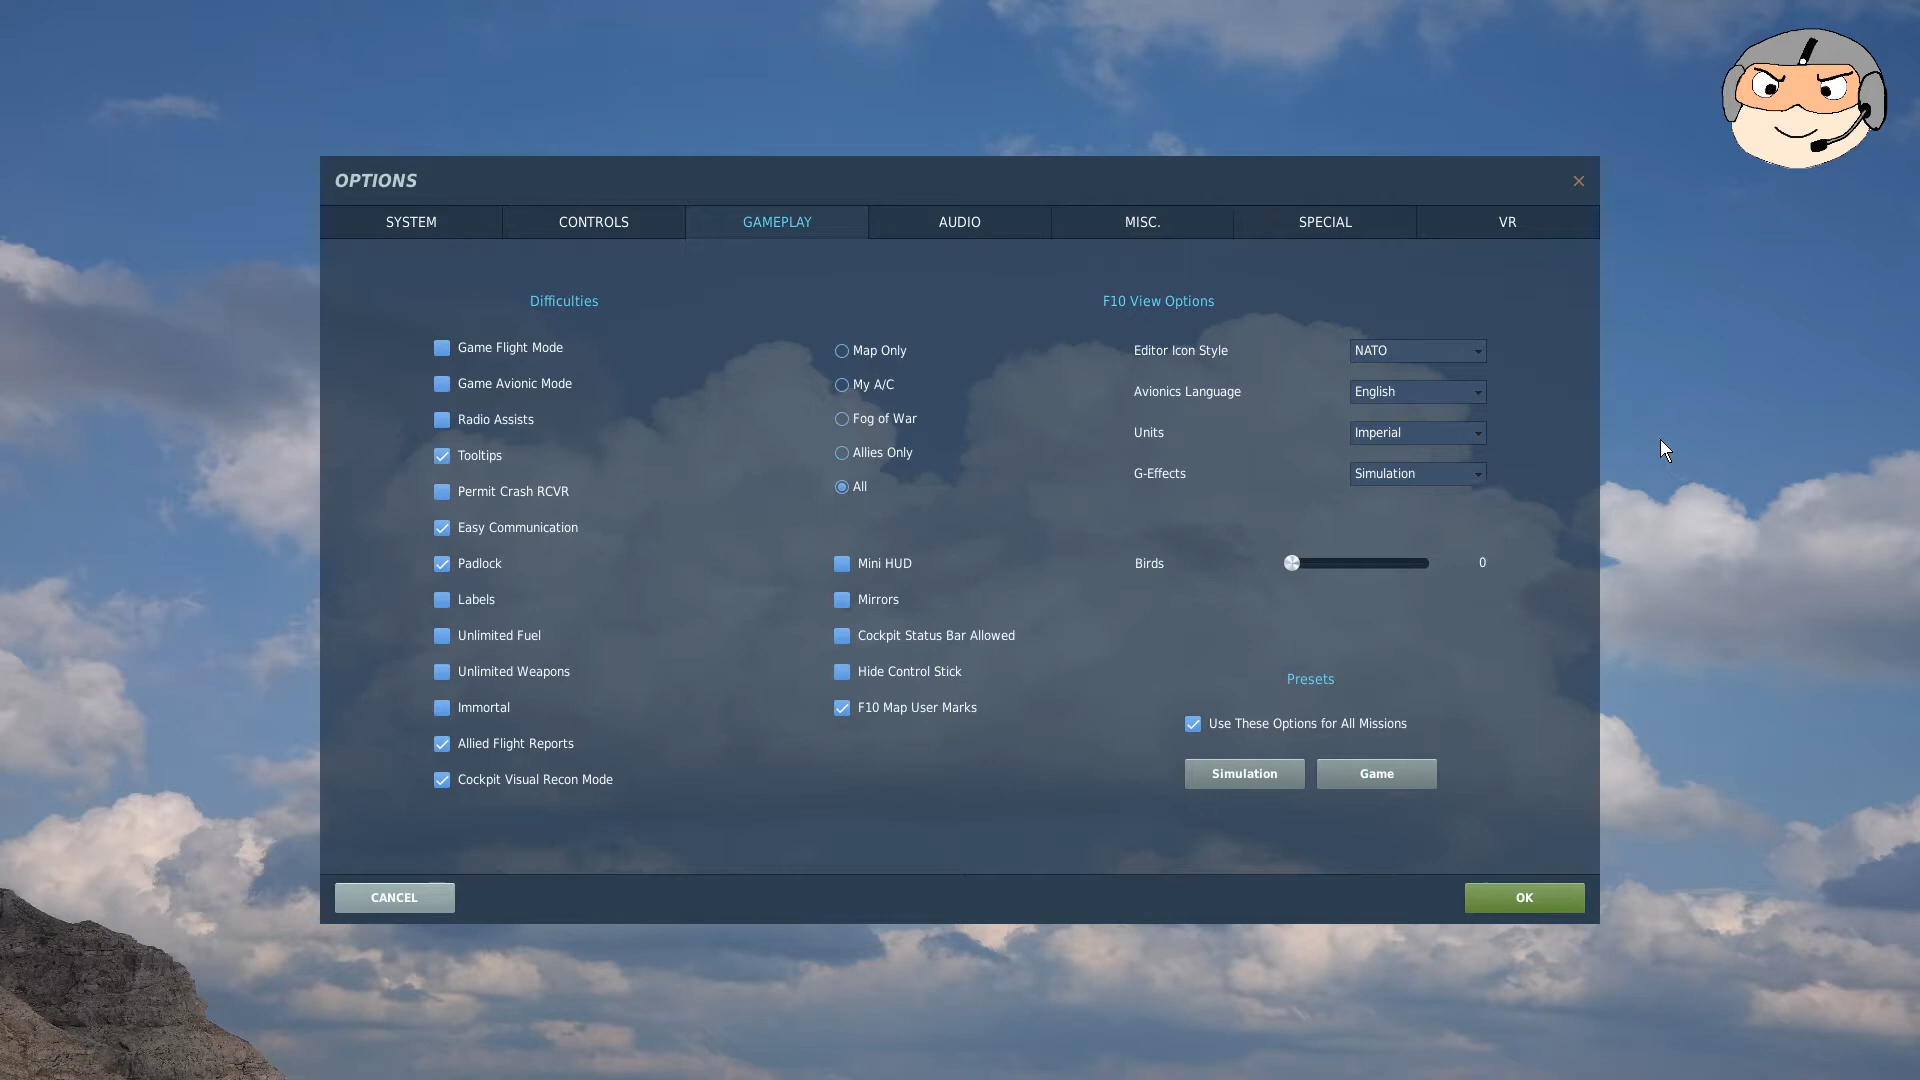 OPTIONS
SYSTEM
CONTROLS
GAMEPLAY
AUDIO
MISC.
SPECIAL
VR
Difficulties
Game Flight Mode
Game Avionic Mode
Radio Assists
Tooltips
Permit Crash RCVR
Easy Communication
Padlock
Labels
Unlimited Fuel
Unlimited Weapons
Immortal
Allied Flight Reports
Cockpit Visual Recon Mode
Map Only
My A/C
Fog of War
Allies Only
All
Mini HUD
Mirrors
Cockpit Status Bar Allowed
Hide Control Stick
F10 Map User Marks
F10 View Options
Editor Icon Style
NATO
Avionics Language
English
Units
Imperial
G-Effects
Simulation
Birds
0
Presets
Use These Options for All Missions
Simulation
Game
CANCEL
OK